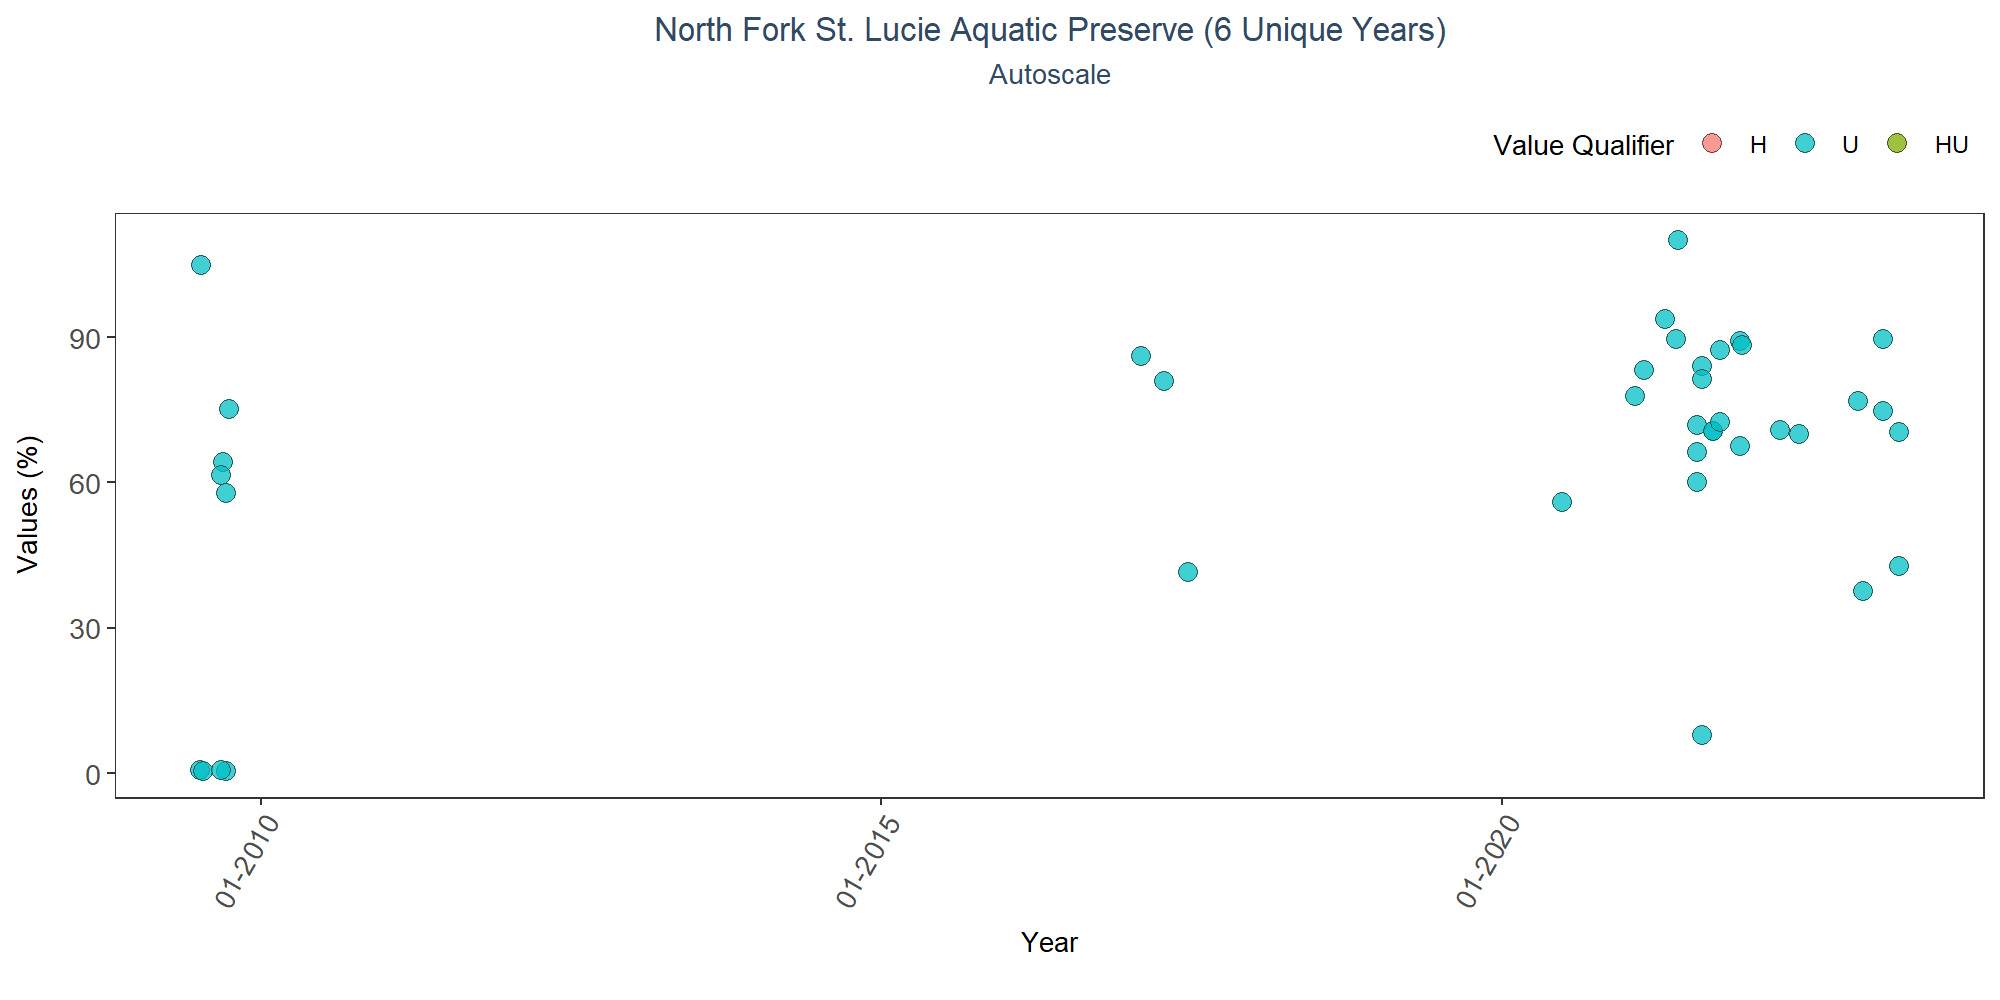 North Fork St. Lucie Aquatic Preserve (6 Unique Years)
Autoscale
Value Qualifier H U HU
Values (%)
90
60
30
0
01-2010 01-2015 01-2020
Year